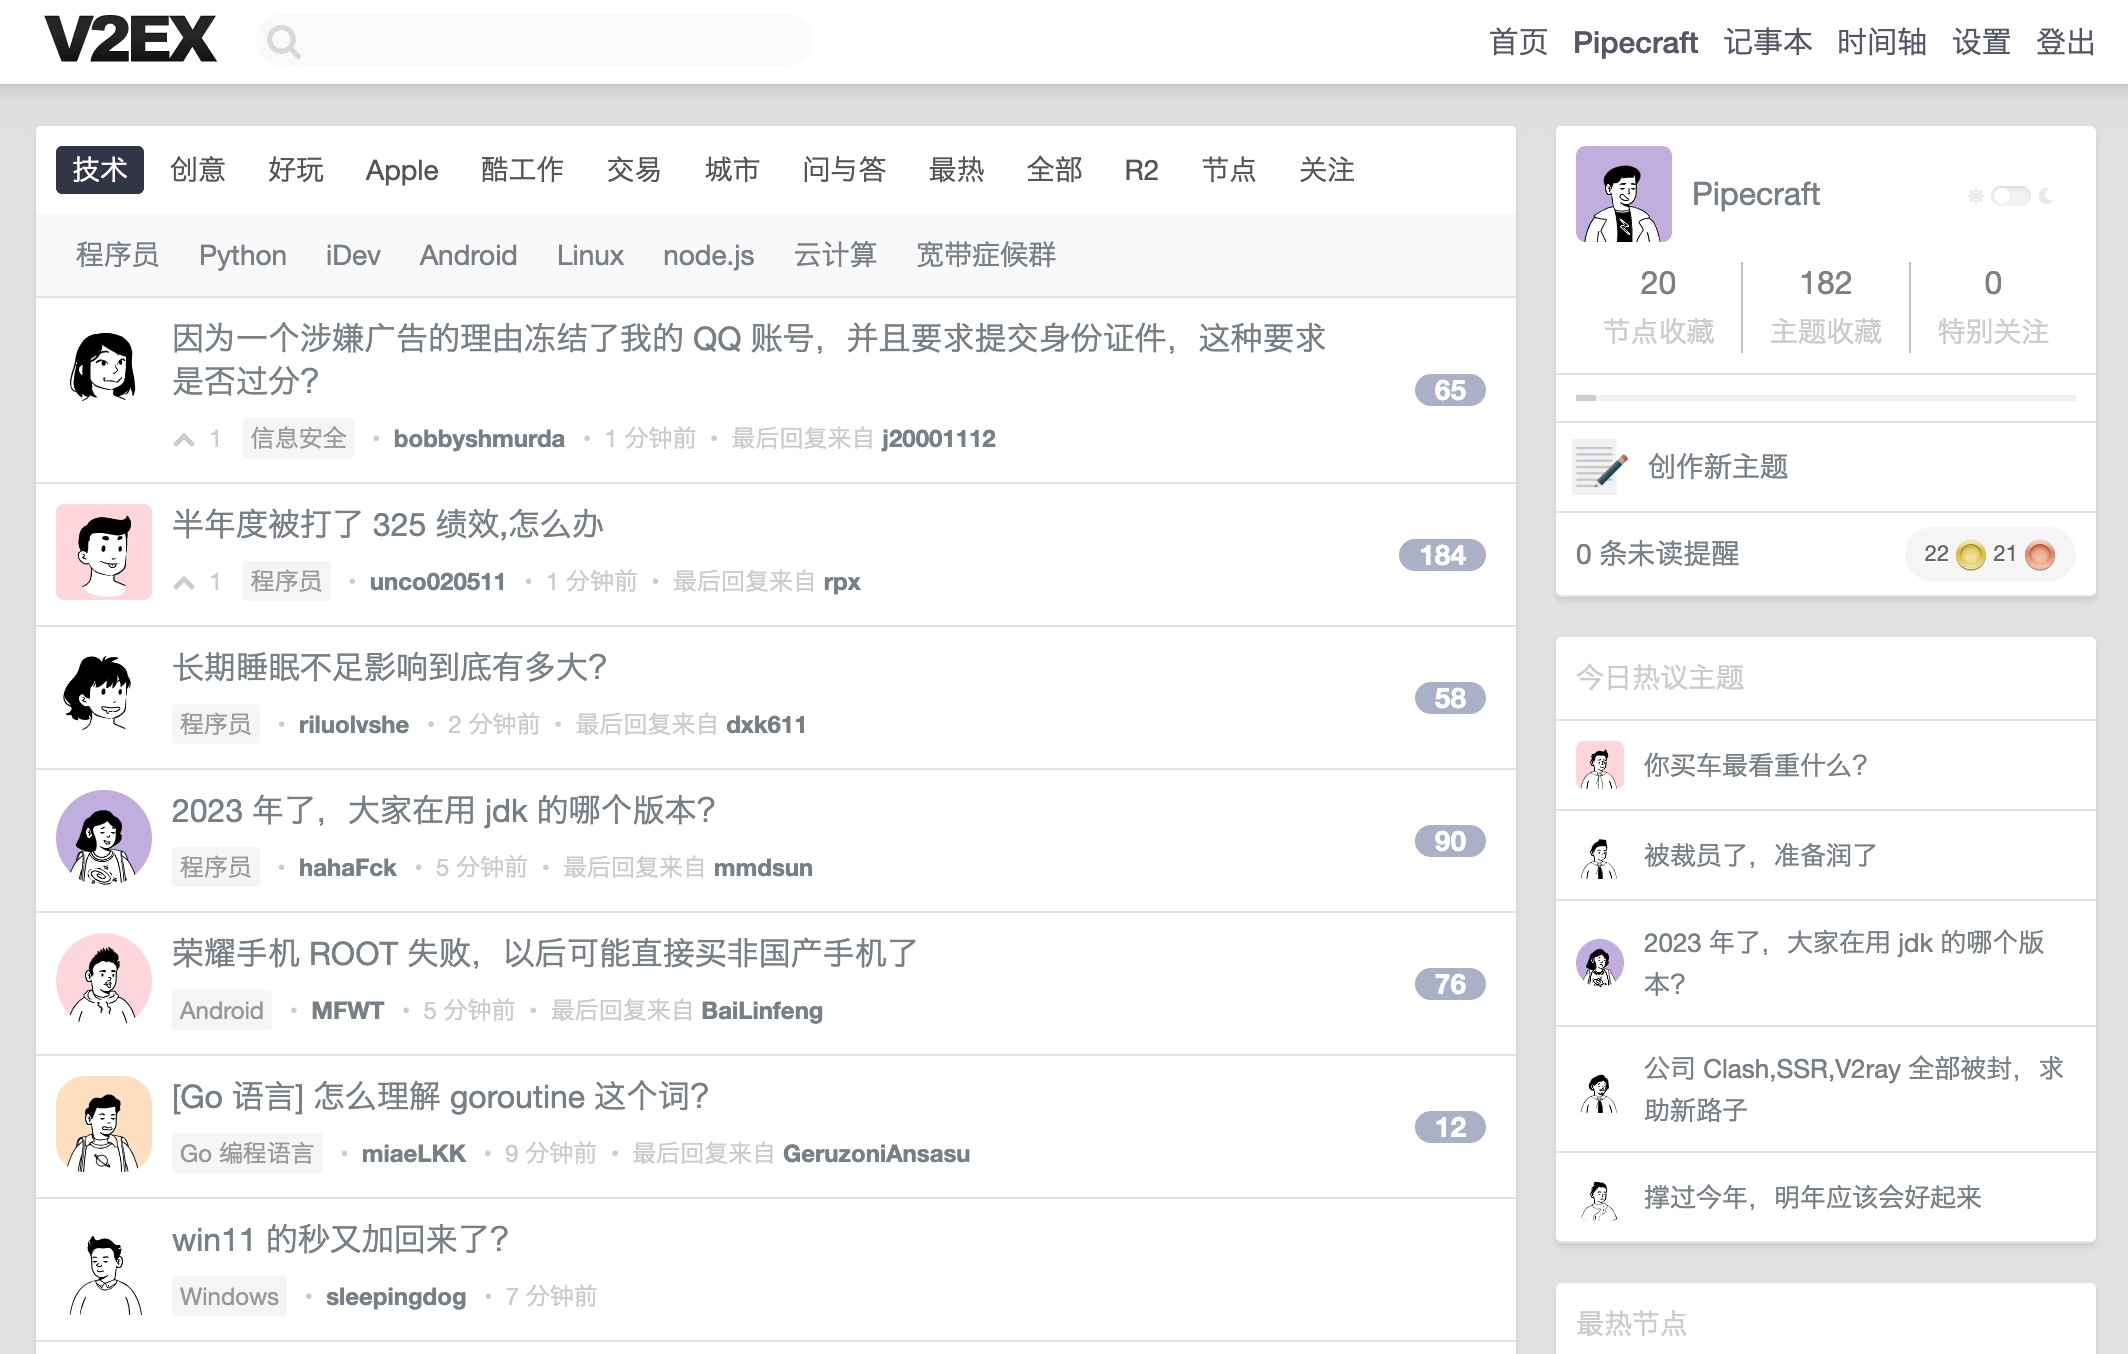 V2EX
首页 Pipecraft 记事本 时间轴 设置 登出
技术 创意 好玩 Apple 酷工作 交易 城市 问与答 最热 全部 R2 节点 关注
程序员 Python iDev Android Linux node.js 云计算 宽带症候群
因为一个涉嫌广告的理由冻结了我的 QQ 账号，并且要求提交身份证件，这种要求
是否过分？
65
1 信息安全 • bobbyshmurda • 1 分钟前 • 最后回复来自 j20001112
半年度被打了 325 绩效,怎么办
184
1 程序员 • unco020511 • 1 分钟前 • 最后回复来自 rpx
长期睡眠不足影响到底有多大？
58
程序员 • riluolvshe • 2 分钟前 • 最后回复来自 dxk611
2023 年了，大家在用 jdk 的哪个版本？
90
程序员 • hahaFck • 5 分钟前 • 最后回复来自 mmdsun
荣耀手机 ROOT 失败，以后可能直接买非国产手机了
76
Android • MFWT • 5 分钟前 • 最后回复来自 BaiLinfeng
[Go 语言] 怎么理解 goroutine 这个词？
12
Go 编程语言 • miaeLKK • 9 分钟前 • 最后回复来自 GeruzoniAnsasu
win11 的秒又加回来了？
Windows • sleepingdog • 7 分钟前
Pipecraft
20 182 0
节点收藏 主题收藏 特别关注
创作新主题
0 条未读提醒 22 21
今日热议主题
你买车最看重什么？
被裁员了，准备润了
2023 年了，大家在用 jdk 的哪个版
本？
公司 Clash,SSR,V2ray 全部被封，求
助新路子
撑过今年，明年应该会好起来
最热节点